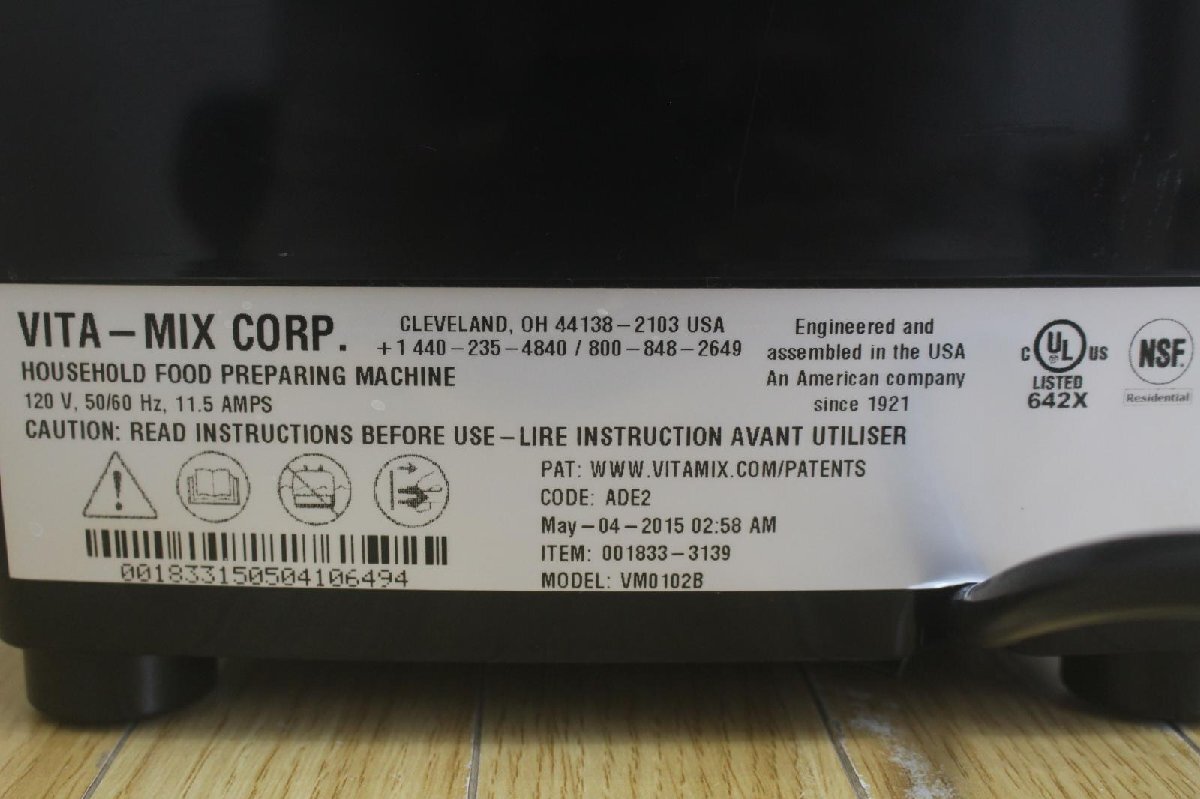 VITA-MIX CORP.
CLEVELAND, OH 44138-2103 USA
+1 440-235-4840 / 800-848-2649
HOUSEHOLD FOOD PREPARING MACHINE
120 V, 50/60 Hz, 11.5 AMPS
Engineered and
assembled in the USA
An American company
since 1921
C UL US
LISTED
642X
NSF.
Residential
CAUTION: READ INSTRUCTIONS BEFORE USE-LIRE INSTRUCTION AVANT UTILISER
!
PAT: WWW.VITAMIX.COM/PATENTS
CODE: ADE2
May-04-2015 02:58 AM
ITEM: 001833-3139
MODEL: VM0102B
001833150504106494